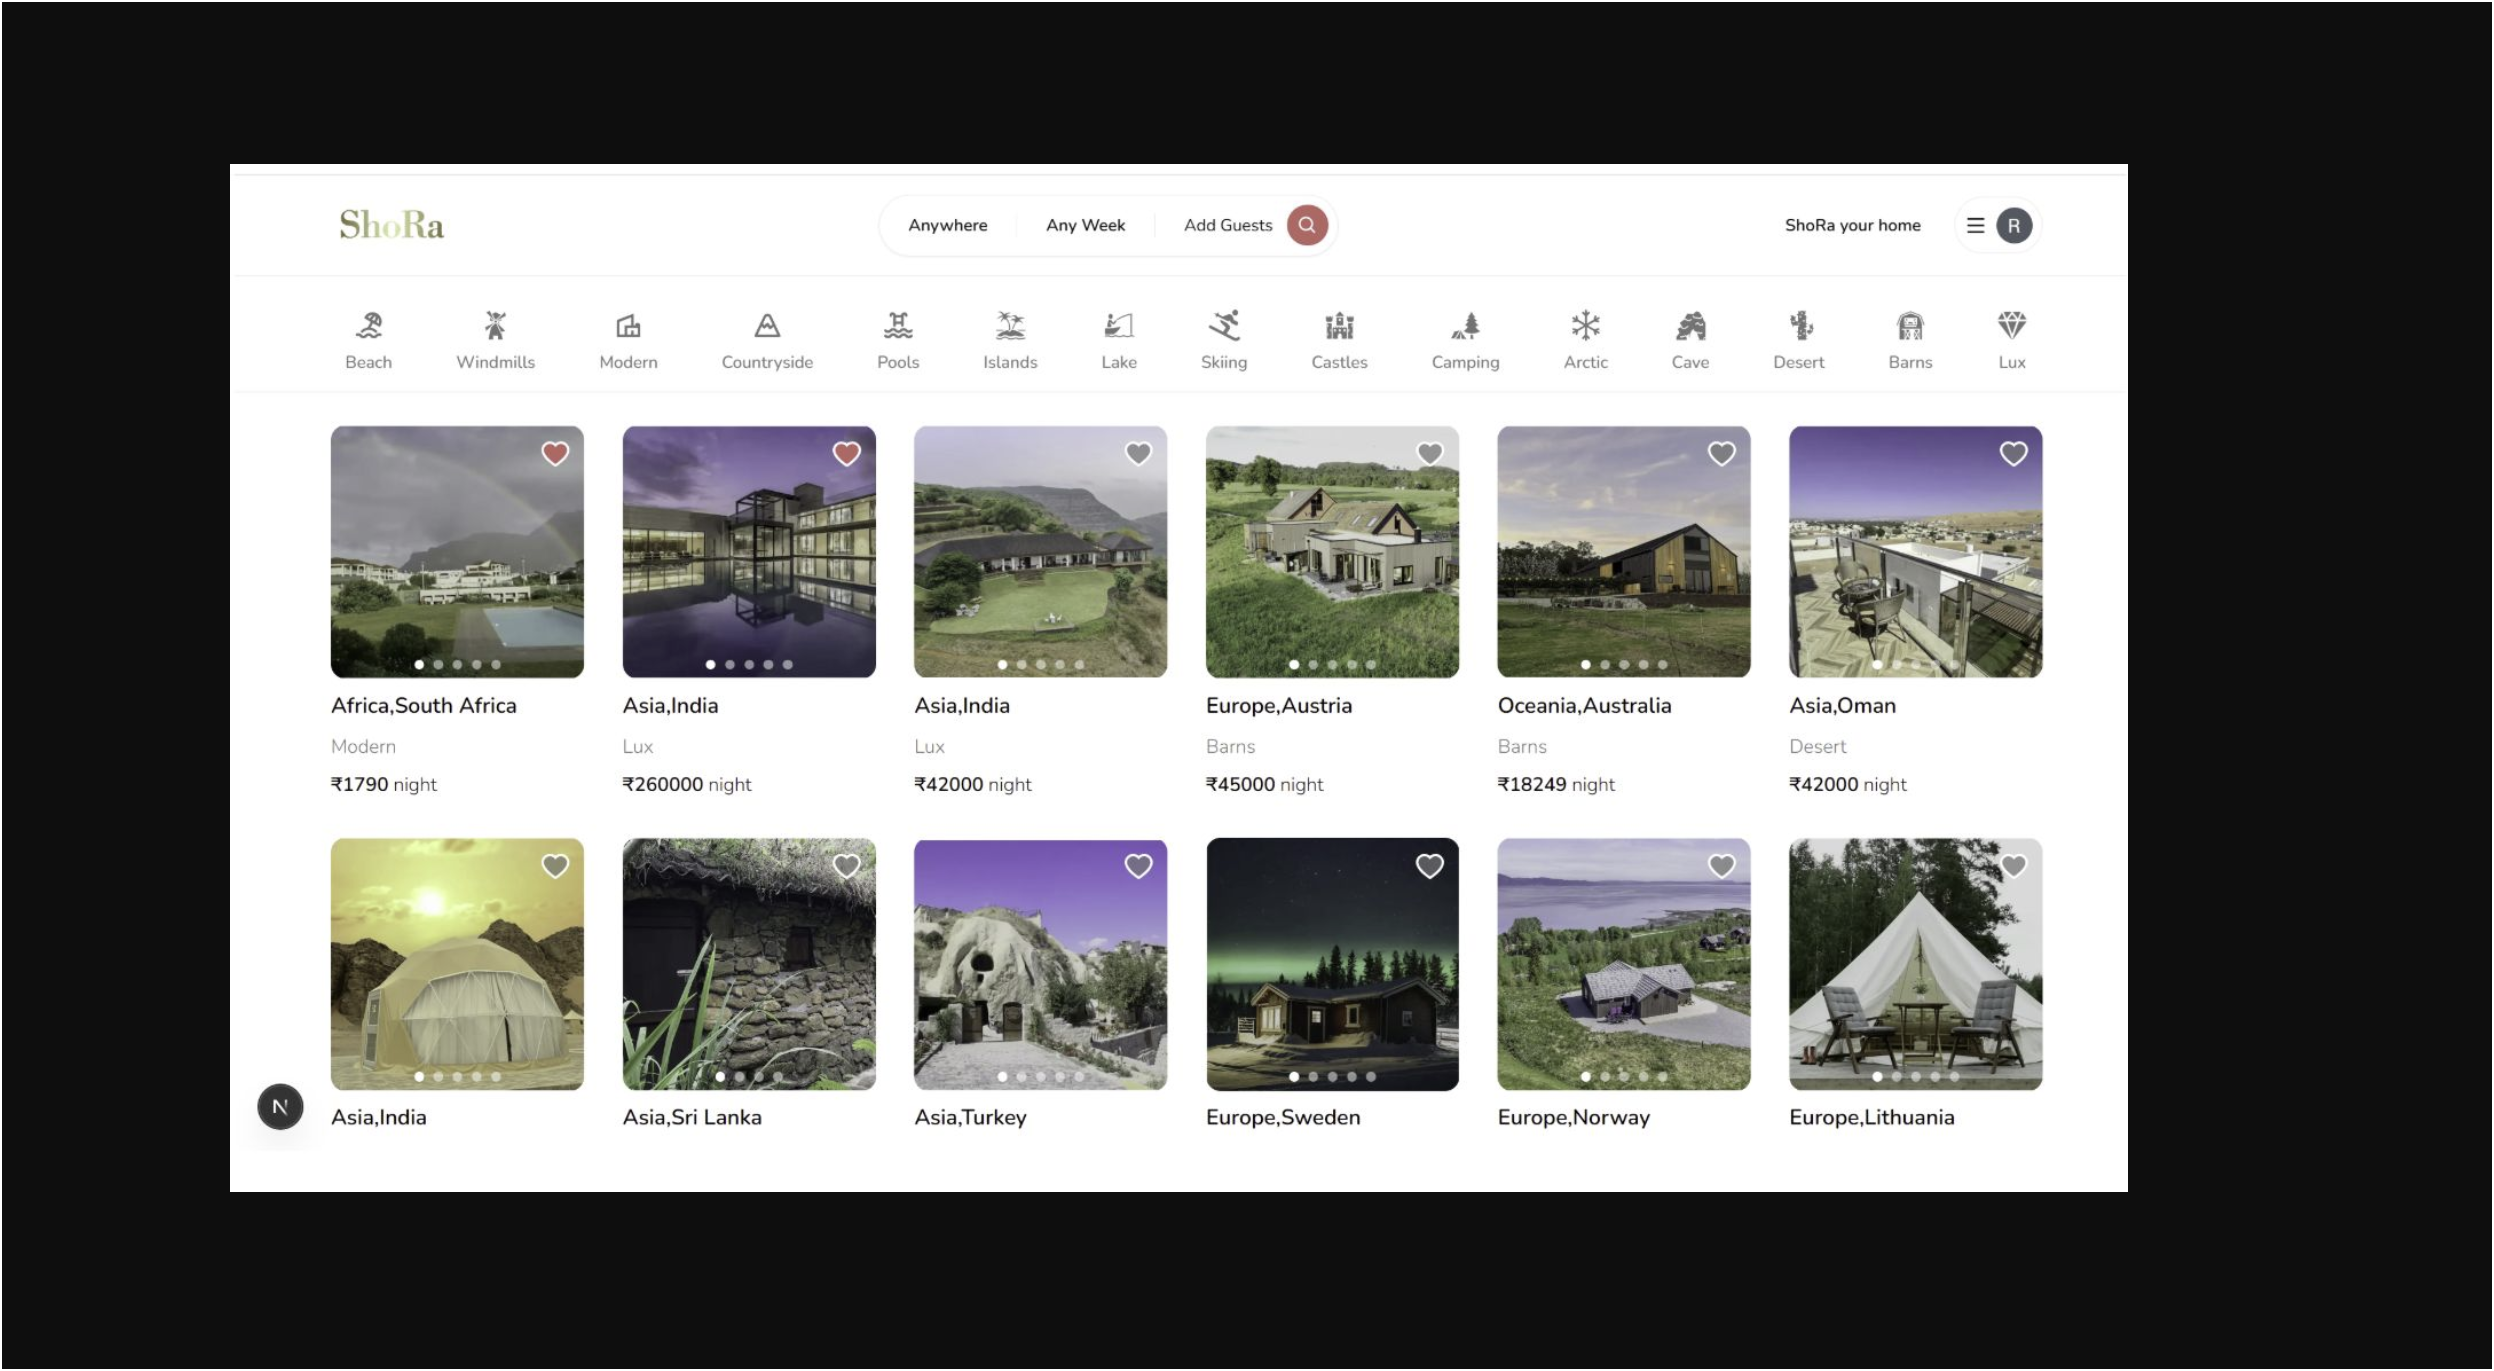 ShoRa
Anywhere Any Week Add Guests
ShoRa your home R
Beach Windmills Modern Countryside Pools Islands Lake Skiing Castles Camping Arctic Cave Desert Barns Lux
Africa,South Africa
Modern
₹1790 night
Asia,India
Lux
₹260000 night
Asia,India
Lux
₹42000 night
Europe,Austria
Barns
₹45000 night
Oceania,Australia
Barns
₹18249 night
Asia,Oman
Desert
₹42000 night
N
Asia,India
Asia,Sri Lanka
Asia,Turkey
Europe,Sweden
Europe,Norway
Europe,Lithuania